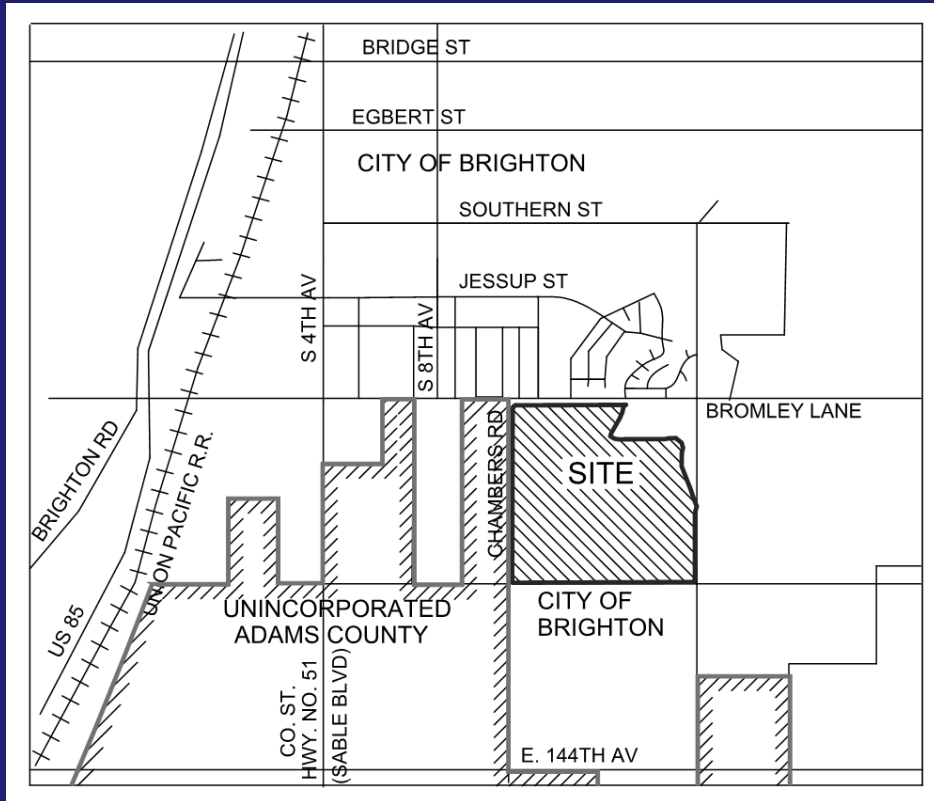 BRIDGE ST
EGBERT ST
CITY OF BRIGHTON
SOUTHERN ST
JESSUP ST
S 4TH AV
S 8TH AV
BROMLEY LANE
BRIGHTON RD
UNION PACIFIC R.R.
CHAMBERS RD
SITE
US 85
UNINCORPORATED
ADAMS COUNTY
CITY OF
BRIGHTON
CO. ST.
HWY. NO. 51
(SABLE BLVD)
E. 144TH AV